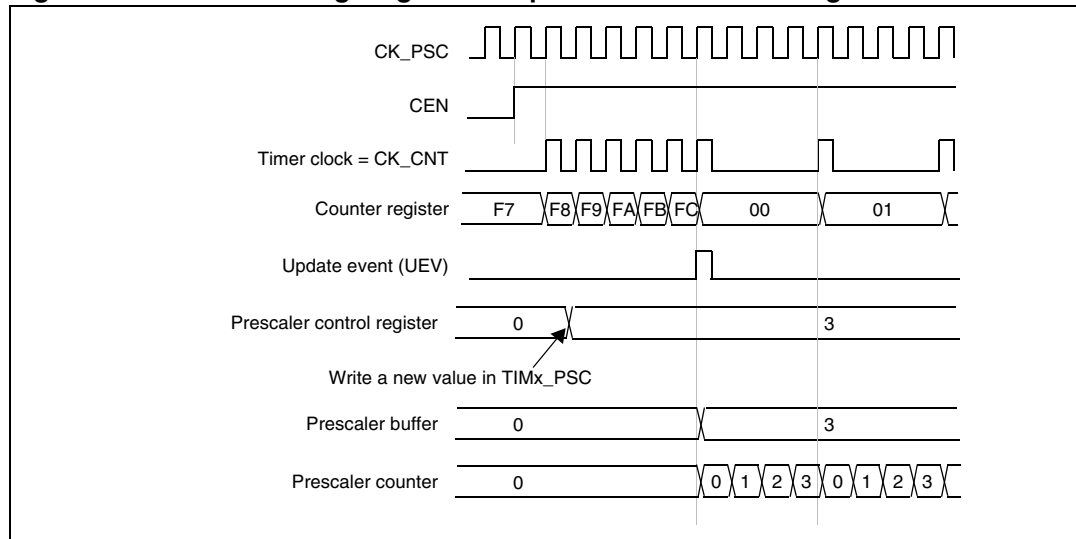 CK_PSC
CEN
Timer clock = CK_CNT
Counter register F7 F8 F9 FA FB FC 00 01
Update event (UEV)
Prescaler control register 0 3
Write a new value in TIMx_PSC
Prescaler buffer 0 3
Prescaler counter 0 0 1 2 3 0 1 2 3